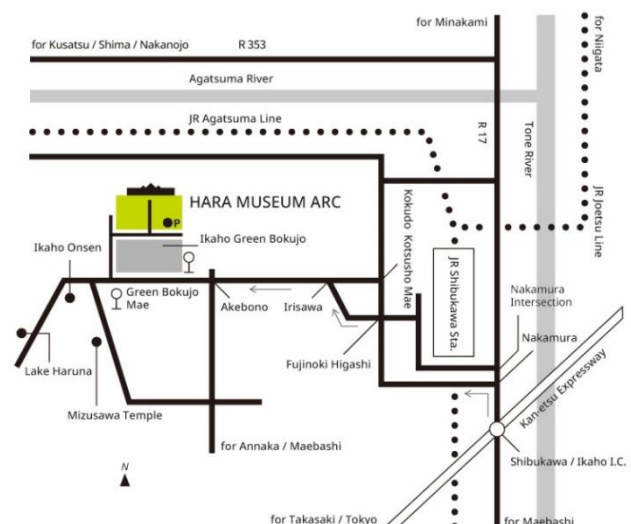 for Minakami
for Niigata
for Kusatsu / Shima / Nakanojo
R 353
Agatsuma River
JR Agatsuma Line
R 17
Tone River
JR Joetsu Line
HARA MUSEUM ARC
P
Kokudo Kotsusho Mae
Ikaho Green Bokujo
Ikaho Onsen
JR Shibukawa Sta.
Green Bokujo
Mae
Akebono
Irisawa
Nakamura
Intersection
Nakamura
Fujinoki Higashi
Lake Haruna
Kan-etsu Expressway
Mizusawa Temple
for Annaka / Maebashi
Shibukawa / Ikaho I.C.
N
for Takasaki / Tokyo
for Maebashi